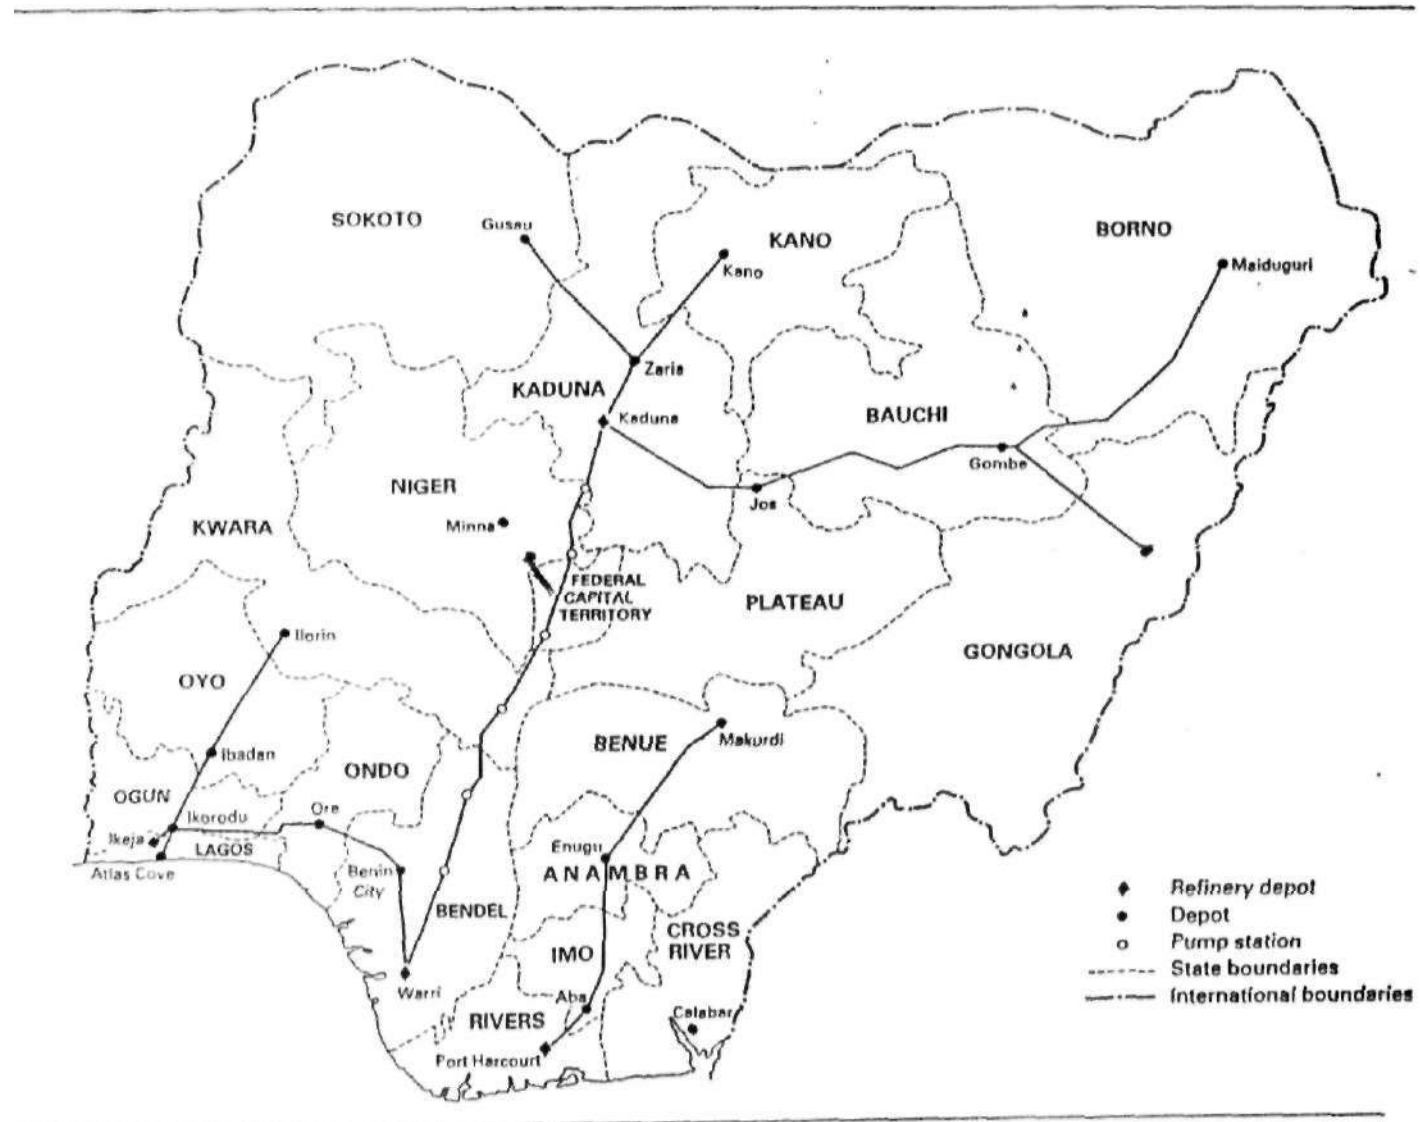 SOKOTO
Gusau
KANO
Kano
BORNO
Maiduguri
Zaria
KADUNA
Kaduna
BAUCHI
Gombe
Jos
NIGER
Minna
KWARA
FEDERAL
CAPITAL
TERRITORY
PLATEAU
GONGOLA
Ilorin
OYO
Ibadan
ONDO
BENUE
Makurdi
OGUN
Ikorodu
Ore
Ikeja
LAGOS
Atlas Cove
Benin
City
Enugu
ANAMBRA
BENDEL
CROSS
RIVER
IMO
Warri
Aba
RIVERS
Calabar
Port Harcourt
Refinery depot
Depot
Pump station
State boundaries
International boundaries